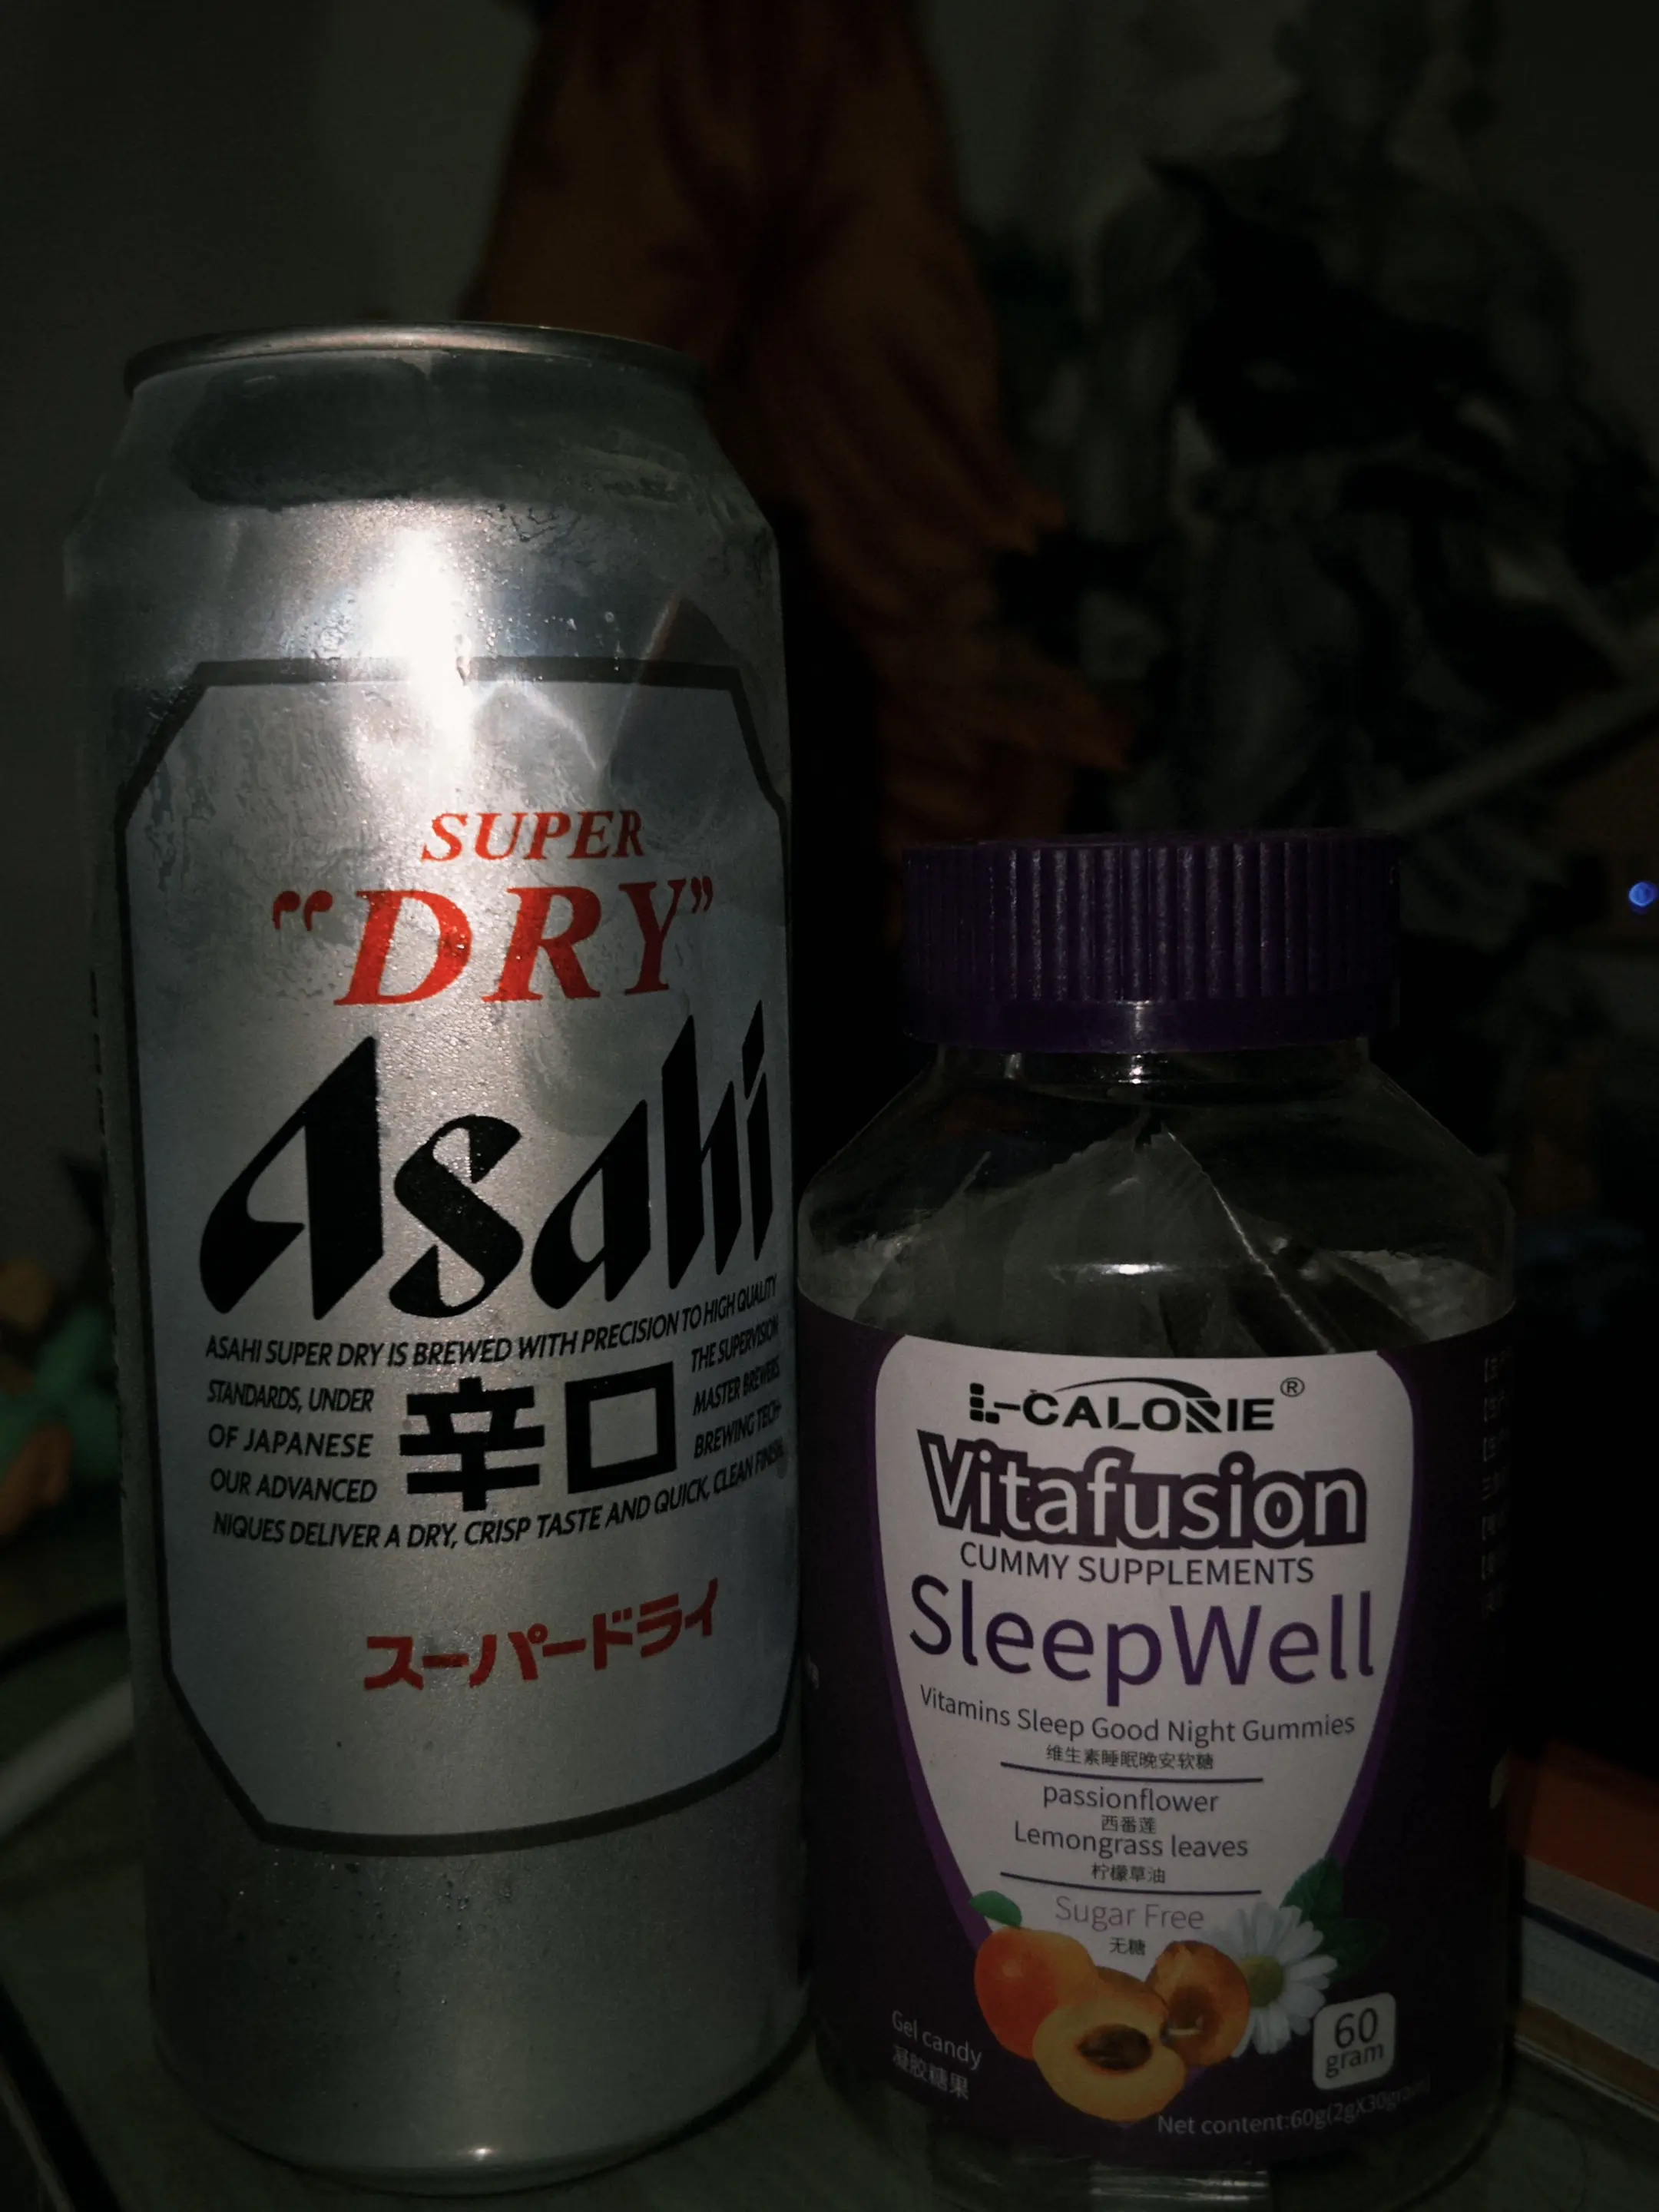 SUPER
“DRY”
Asahi
ASAHI SUPER DRY IS BREWED WITH PRECISION TO HIGH QUALITY
STANDARDS, UNDER THE SUPERVISION
OF JAPANESE MASTER BREWERS
OUR ADVANCED BREWING TECH-
辛口
NIQUES DELIVER A DRY, CRISP TASTE AND QUICK, CLEAN FINISH
スーパードライ
L-CALORIE®
Vitafusion
CUMMY SUPPLEMENTS
SleepWell
Vitamins Sleep Good Night Gummies
维生素睡眠晚安软糖
passionflower
西番莲
Lemongrass leaves
柠檬草油
Sugar Free
无糖
Gel candy
凝胶糖果
60
gram
Net content:60g(2gX30grain)